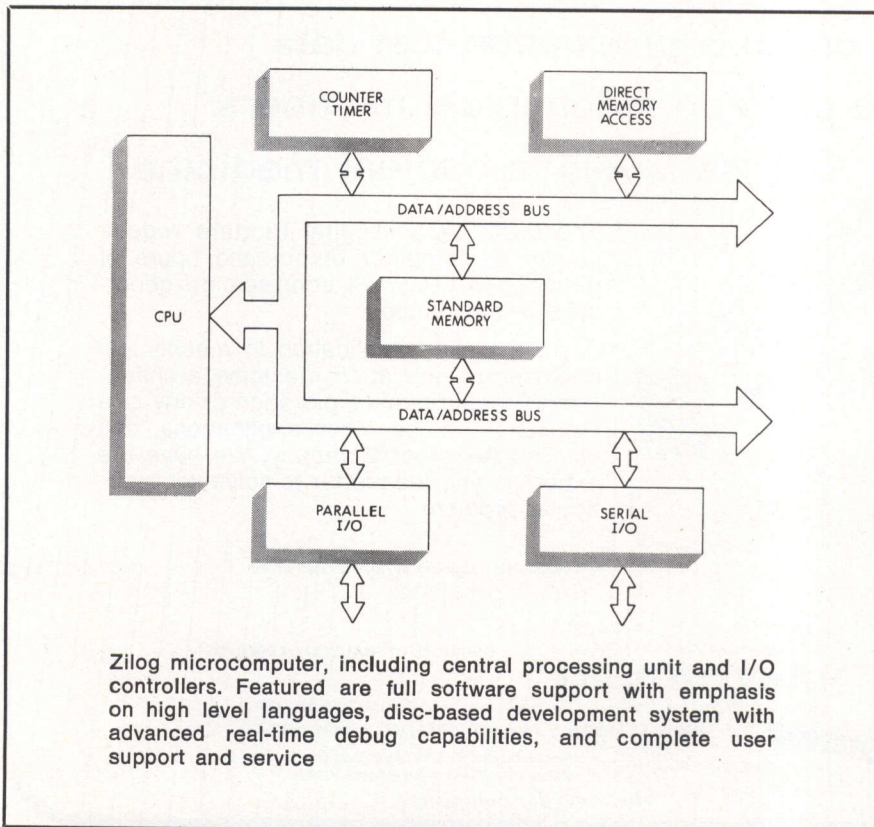 COUNTER
TIMER
DIRECT
MEMORY
ACCESS
DATA/ADDRESS BUS
CPU
STANDARD
MEMORY
DATA/ADDRESS BUS
PARALLEL
I/O
SERIAL
I/O
Zilog microcomputer, including central processing unit and I/O
controllers. Featured are full software support with emphasis
on high level languages, disc-based development system with
advanced real-time debug capabilities, and complete user
support and service